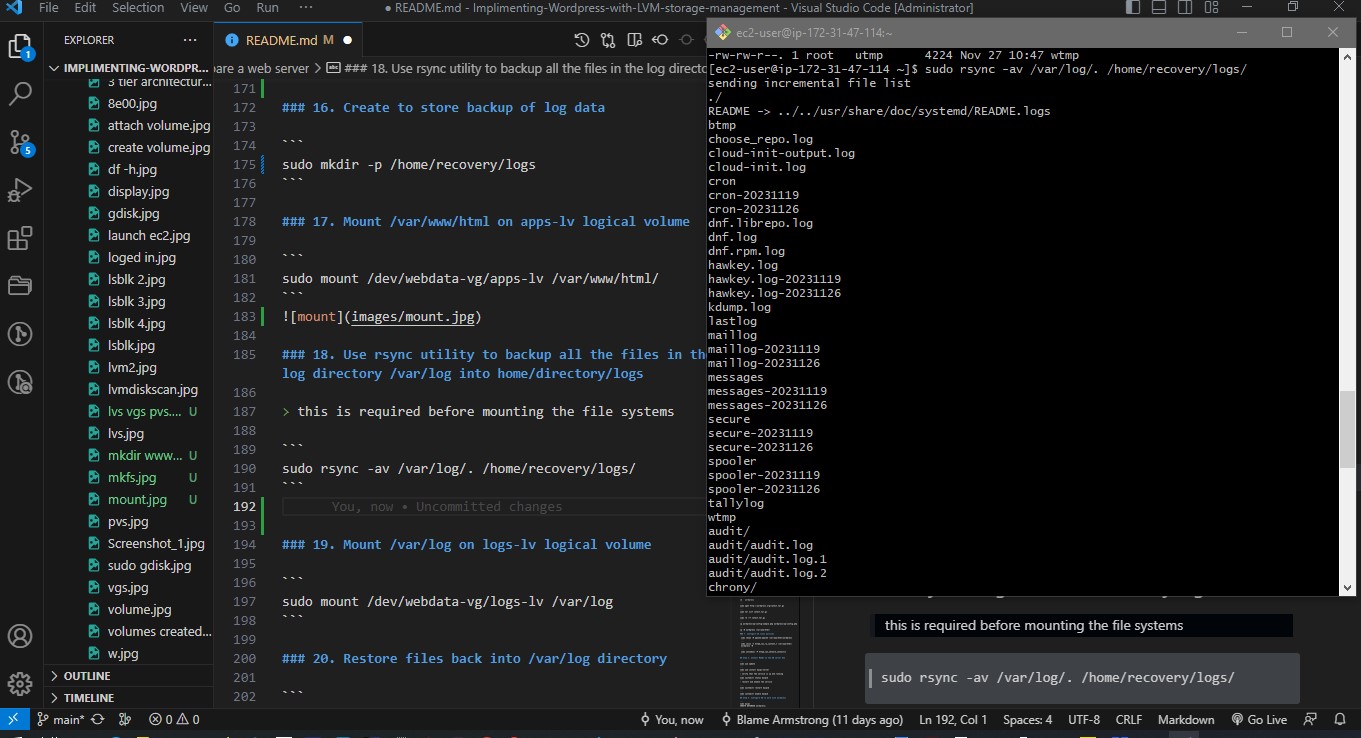 File Edit Selection View Go Run ···
● README.md - Implimenting-Wordpress-with-LVM-storage-management - Visual Studio Code [Administrator]
EXPLORER ···
IMPLIMENTING-WORDPR...
3 tier architectur...
8e00.jpg
attach volume.jpg
create volume.jpg
df -h.jpg
display.jpg
gdisk.jpg
launch ec2.jpg
loged in.jpg
lsblk 2.jpg
lsblk 3.jpg
lsblk 4.jpg
lsblk.jpg
lvm2.jpg
lvmdiskscan.jpg
lvs vgs pvs.... U
lvs.jpg
mkdir www... U
mkfs.jpg U
mount.jpg U
pvs.jpg
Screenshot_1.jpg
sudo gdisk.jpg
vgs.jpg
volume.jpg
volumes created...
w.jpg
OUTLINE
TIMELINE
1
5
README.md M ●
pare a web server > ### 18. Use rsync utility to backup all the files in the log directo
171
172 ### 16. Create to store backup of log data
173
174 ```
175 sudo mkdir -p /home/recovery/logs
176 ```
177
178 ### 17. Mount /var/www/html on apps-lv logical volume
179
180 ```
181 sudo mount /dev/webdata-vg/apps-lv /var/www/html/
182 ```
183 ![mount](images/mount.jpg)
184
185 ### 18. Use rsync utility to backup all the files in th
log directory /var/log into home/directory/logs
186
187 > this is required before mounting the file systems
188
189 ```
190 sudo rsync -av /var/log/. /home/recovery/logs/
191 ```
192 You, now • Uncommitted changes
193
194 ### 19. Mount /var/log on logs-lv logical volume
195
196 ```
197 sudo mount /dev/webdata-vg/logs-lv /var/log
198 ```
199
200 ### 20. Restore files back into /var/log directory
201
202 ```
ec2-user@ip-172-31-47-114:~
-rw-rw-r--. 1 root   utmp      4224 Nov 27 10:47 wtmp
[ec2-user@ip-172-31-47-114 ~]$ sudo rsync -av /var/log/. /home/recovery/logs/
sending incremental file list
./
README -> ../../usr/share/doc/systemd/README.logs
btmp
choose_repo.log
cloud-init-output.log
cloud-init.log
cron
cron-20231119
cron-20231126
dnf.librepo.log
dnf.log
dnf.rpm.log
hawkey.log
hawkey.log-20231119
hawkey.log-20231126
kdump.log
lastlog
maillog
maillog-20231119
maillog-20231126
messages
messages-20231119
messages-20231126
secure
secure-20231119
secure-20231126
spooler
spooler-20231119
spooler-20231126
tallylog
wtmp
audit/
audit/audit.log
audit/audit.log.1
audit/audit.log.2
chrony/
this is required before mounting the file systems
sudo rsync -av /var/log/. /home/recovery/logs/
main* 0 0 You, now Blame Armstrong (11 days ago) Ln 192, Col 1 Spaces: 4 UTF-8 CRLF Markdown Go Live